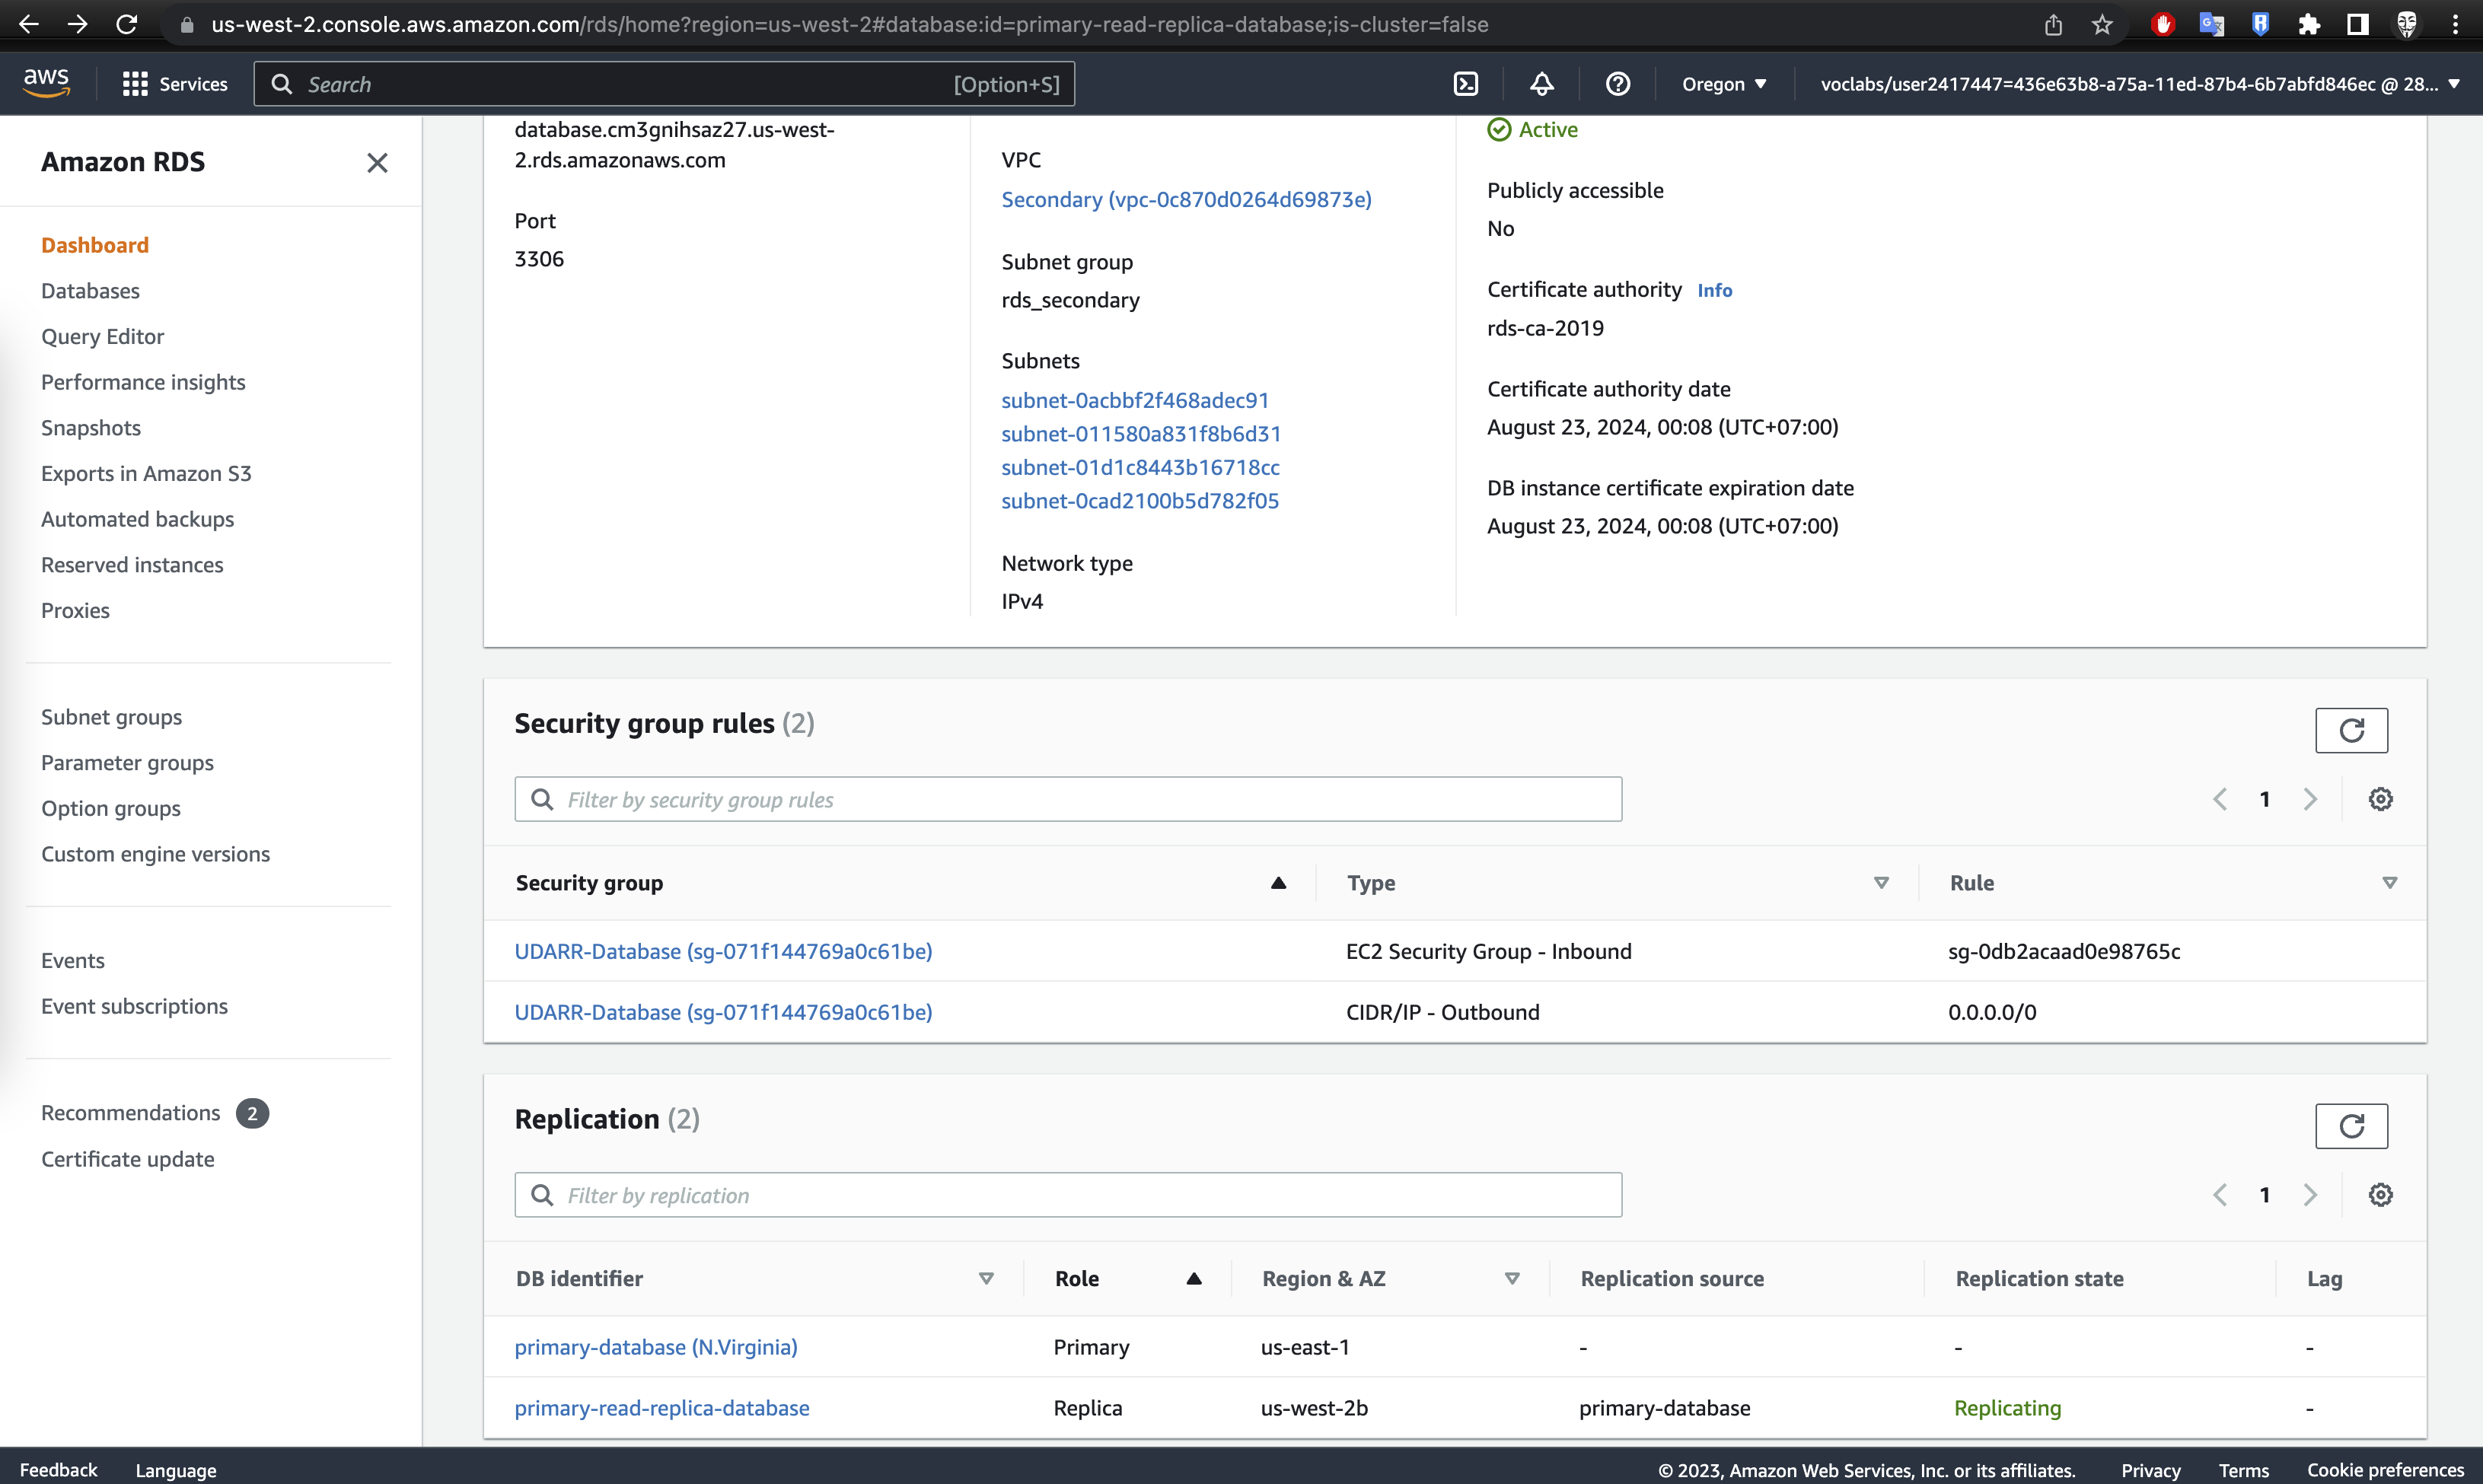 us-west-2.console.aws.amazon.com/rds/home?region=us-west-2#database:id=primary-read-replica-database;is-cluster=false
aws
Services
Search
[Option+S]
Oregon
voclabs/user2417447=436e63b8-a75a-11ed-87b4-6b7abfd846ec @ 28...
Amazon RDS
Dashboard
Databases
Query Editor
Performance insights
Snapshots
Exports in Amazon S3
Automated backups
Reserved instances
Proxies
Subnet groups
Parameter groups
Option groups
Custom engine versions
Events
Event subscriptions
Recommendations 2
Certificate update
database.cm3gnihsaz27.us-west-
2.rds.amazonaws.com
Port
3306
VPC
Secondary (vpc-0c870d0264d69873e)
Subnet group
rds_secondary
Subnets
subnet-0acbbf2f468adec91
subnet-011580a831f8b6d31
subnet-01d1c8443b16718cc
subnet-0cad2100b5d782f05
Network type
IPv4
Active
Publicly accessible
No
Certificate authority Info
rds-ca-2019
Certificate authority date
August 23, 2024, 00:08 (UTC+07:00)
DB instance certificate expiration date
August 23, 2024, 00:08 (UTC+07:00)
Security group rules (2)
Filter by security group rules
1
Security group Type Rule
UDARR-Database (sg-071f144769a0c61be) EC2 Security Group - Inbound sg-0db2acaad0e98765c
UDARR-Database (sg-071f144769a0c61be) CIDR/IP - Outbound 0.0.0.0/0
Replication (2)
Filter by replication
1
DB identifier Role Region & AZ Replication source Replication state Lag
primary-database (N.Virginia) Primary us-east-1 - - -
primary-read-replica-database Replica us-west-2b primary-database Replicating -
Feedback Language © 2023, Amazon Web Services, Inc. or its affiliates. Privacy Terms Cookie preferences